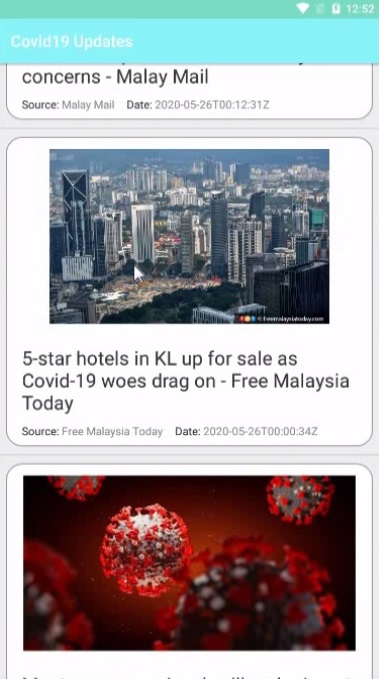 12:52
Covid19 Updates
concerns - Malay Mail
Source: Malay Mail Date: 2020-05-26T00:12:31Z
© freemalaysiatoday.com
5-star hotels in KL up for sale as
Covid-19 woes drag on - Free Malaysia
Today
Source: Free Malaysia Today Date: 2020-05-26T00:00:34Z